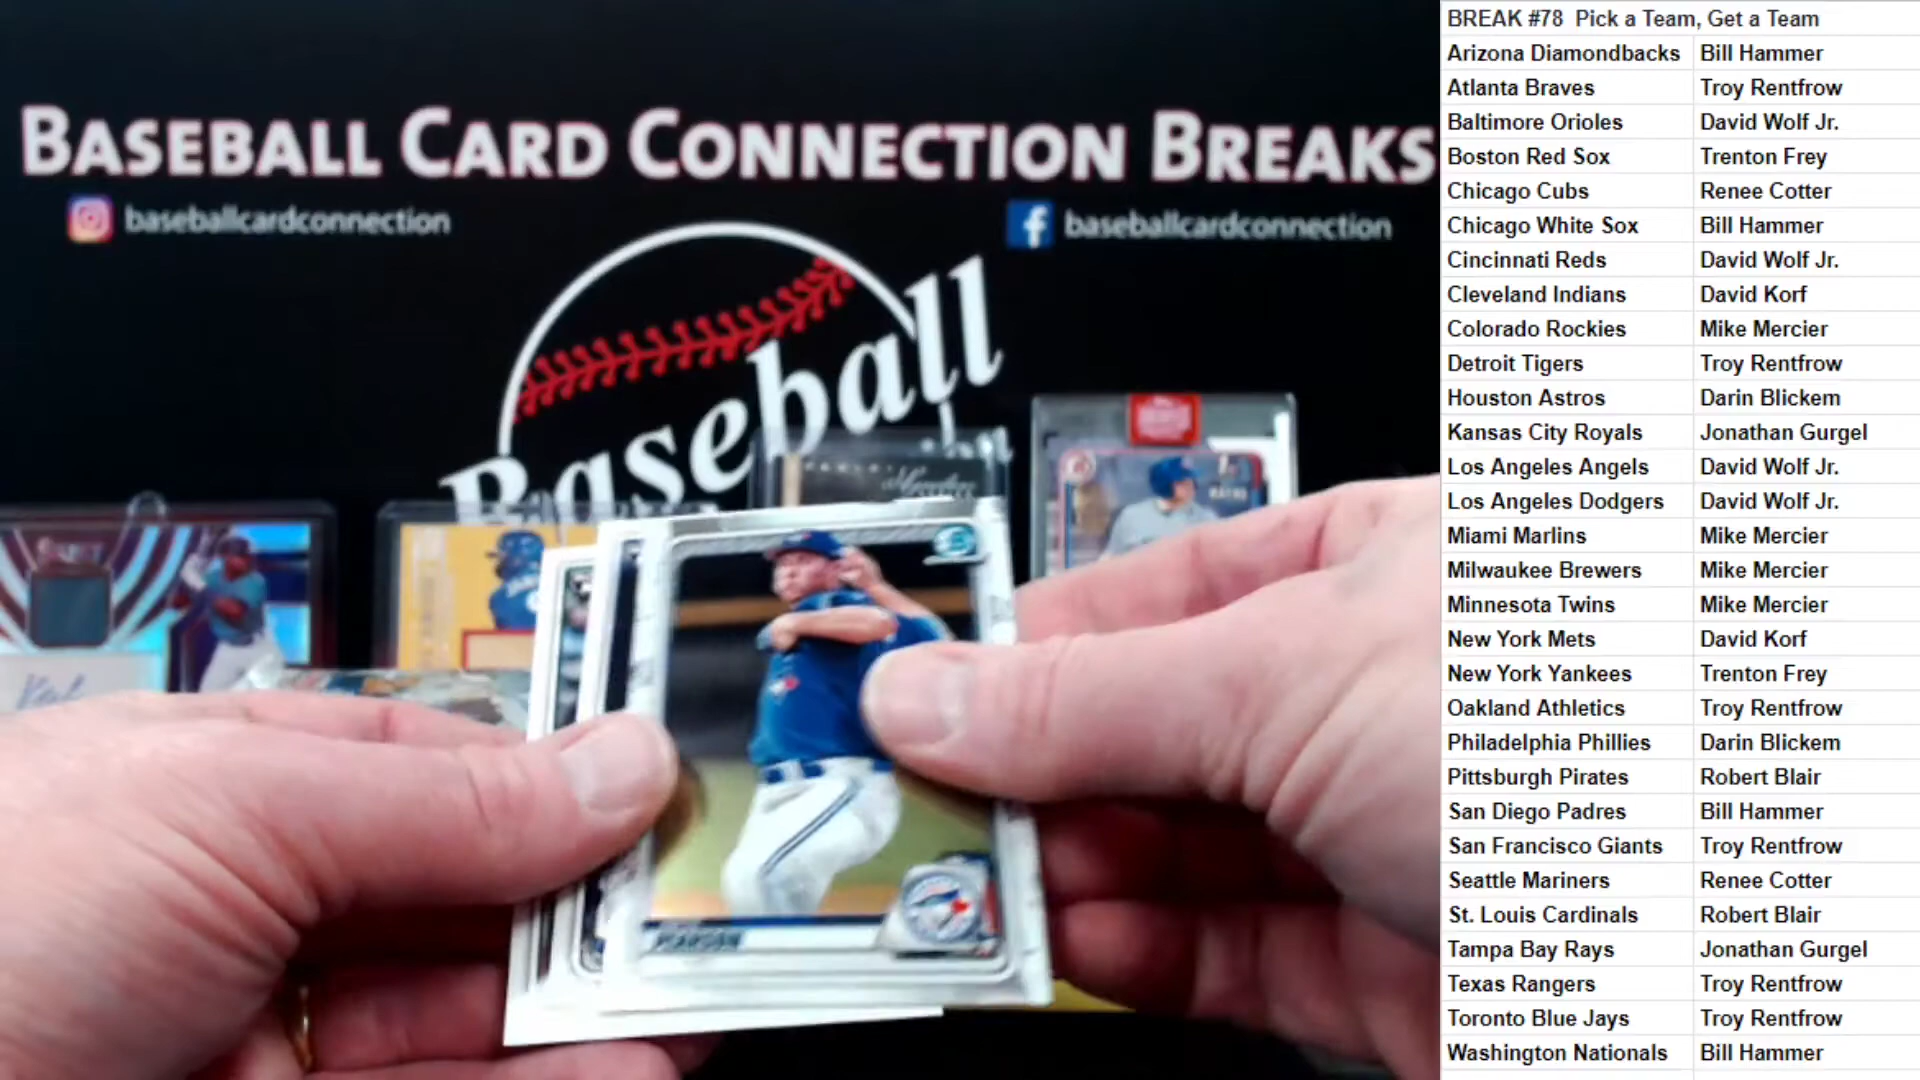 BASEBALL CARD CONNECTION BREAKS
baseballcardconnection
baseballcardconnection
Baseball
PEARSON
BREAK #78 Pick a Team, Get a Team
Arizona Diamondbacks Bill Hammer
Atlanta Braves Troy Rentfrow
Baltimore Orioles David Wolf Jr.
Boston Red Sox Trenton Frey
Chicago Cubs Renee Cotter
Chicago White Sox Bill Hammer
Cincinnati Reds David Wolf Jr.
Cleveland Indians David Korf
Colorado Rockies Mike Mercier
Detroit Tigers Troy Rentfrow
Houston Astros Darin Blickem
Kansas City Royals Jonathan Gurgel
Los Angeles Angels David Wolf Jr.
Los Angeles Dodgers David Wolf Jr.
Miami Marlins Mike Mercier
Milwaukee Brewers Mike Mercier
Minnesota Twins Mike Mercier
New York Mets David Korf
New York Yankees Trenton Frey
Oakland Athletics Troy Rentfrow
Philadelphia Phillies Darin Blickem
Pittsburgh Pirates Robert Blair
San Diego Padres Bill Hammer
San Francisco Giants Troy Rentfrow
Seattle Mariners Renee Cotter
St. Louis Cardinals Robert Blair
Tampa Bay Rays Jonathan Gurgel
Texas Rangers Troy Rentfrow
Toronto Blue Jays Troy Rentfrow
Washington Nationals Bill Hammer